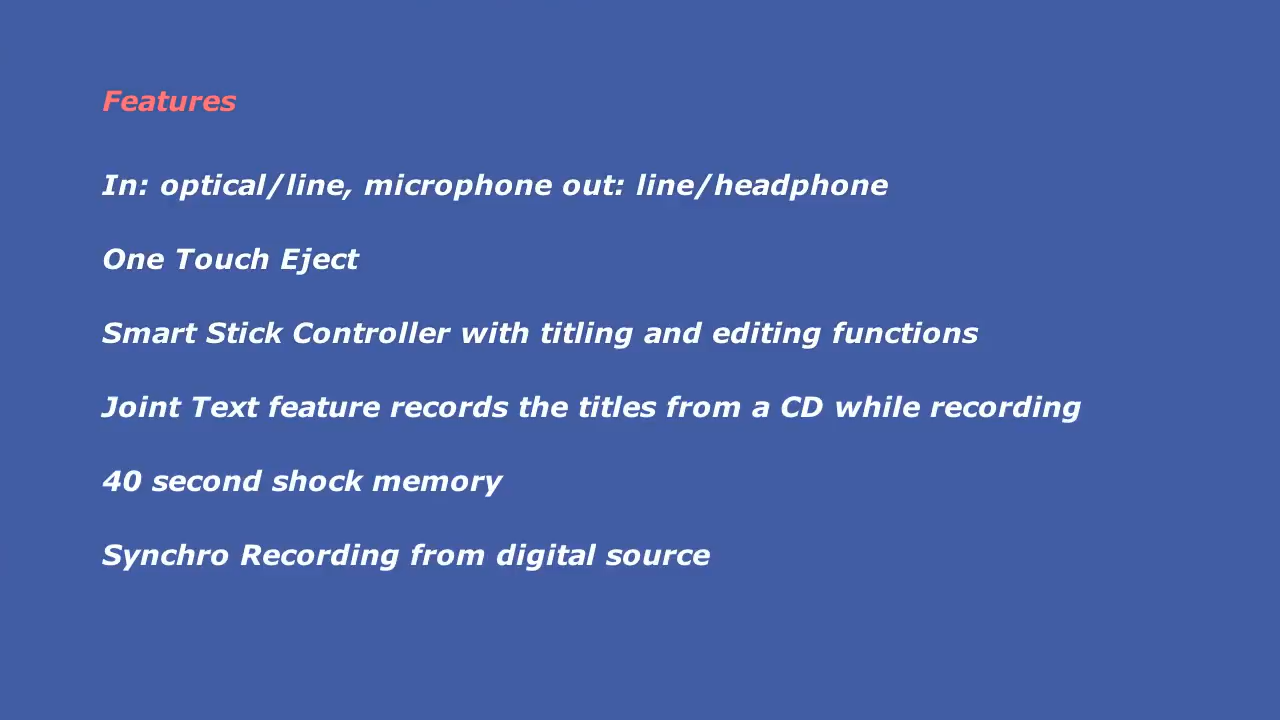 Features
In: optical/line, microphone out: line/headphone
One Touch Eject
Smart Stick Controller with titling and editing functions
Joint Text feature records the titles from a CD while recording
40 second shock memory
Synchro Recording from digital source